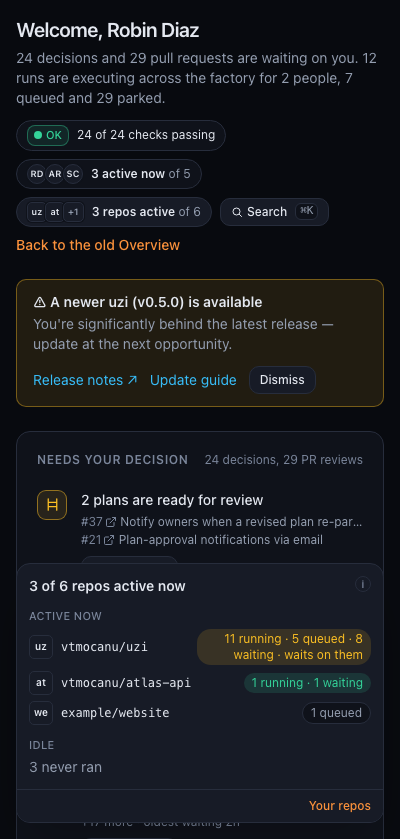 Welcome, Robin Diaz
24 decisions and 29 pull requests are waiting on you. 12
runs are executing across the factory for 2 people, 7
queued and 29 parked.
OK 24 of 24 checks passing
RD AR SC 3 active now of 5
uz at +1 3 repos active of 6 Search ⌘K
Back to the old Overview
A newer uzi (v0.5.0) is available
You're significantly behind the latest release —
update at the next opportunity.
Release notes ↗ Update guide Dismiss
NEEDS YOUR DECISION 24 decisions, 29 PR reviews
2 plans are ready for review
#37 Notify owners when a revised plan re-par...
#21 Plan-approval notifications via email
3 of 6 repos active now i
ACTIVE NOW
uz vtmocanu/uzi 11 running · 5 queued · 8
waiting · waits on them
at vtmocanu/atlas-api 1 running · 1 waiting
we example/website 1 queued
IDLE
3 never ran
Your repos